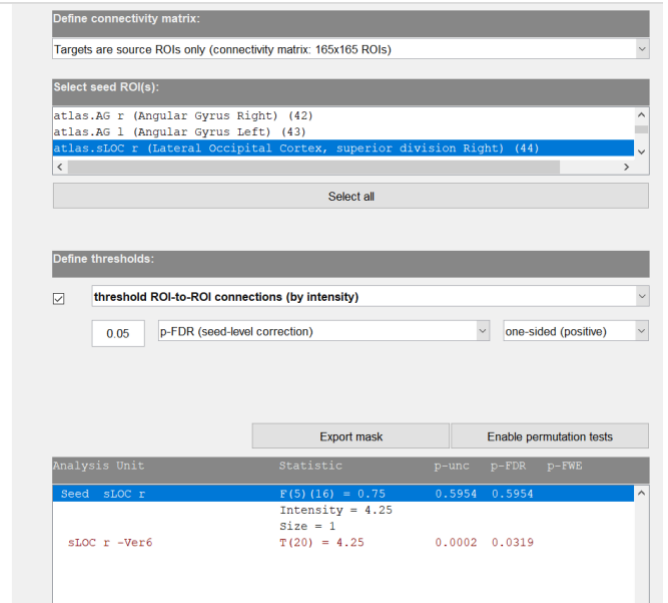 Define connectivity matrix:
Targets are source ROIs only (connectivity matrix: 165x165 ROIs)
Select seed ROI(s):
atlas.AG r (Angular Gyrus Right) (42)
atlas.AG l (Angular Gyrus Left) (43)
atlas.sLOC r (Lateral Occipital Cortex, superior division Right) (44)
Select all
Define thresholds:
threshold ROI-to-ROI connections (by intensity)
0.05 p-FDR (seed-level correction) one-sided (positive)
Export mask Enable permutation tests
Analysis Unit Statistic p-unc p-FDR p-FWE
Seed sLOC r F(5)(16) = 0.75 0.5954 0.5954
Intensity = 4.25
Size = 1
sLOC r -Ver6 T(20) = 4.25 0.0002 0.0319